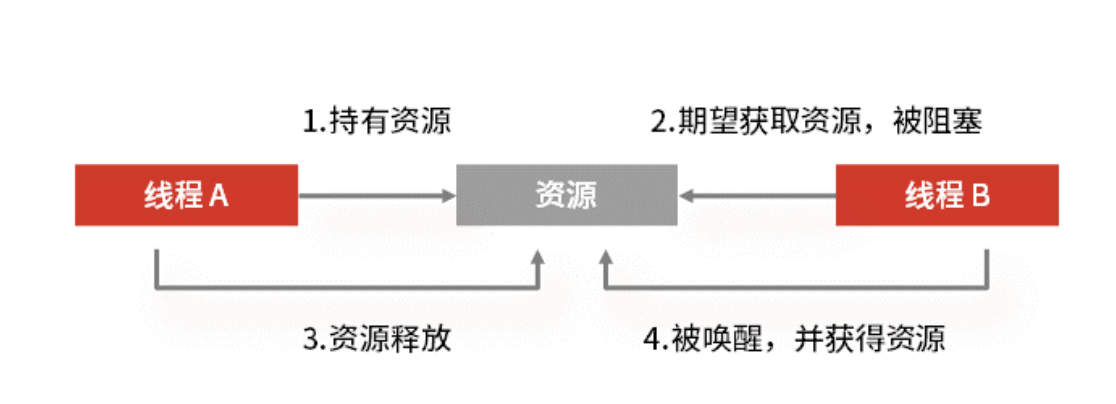 1.持有资源
2.期望获取资源，被阻塞
线程 A
资源
线程 B
3.资源释放
4.被唤醒，并获得资源